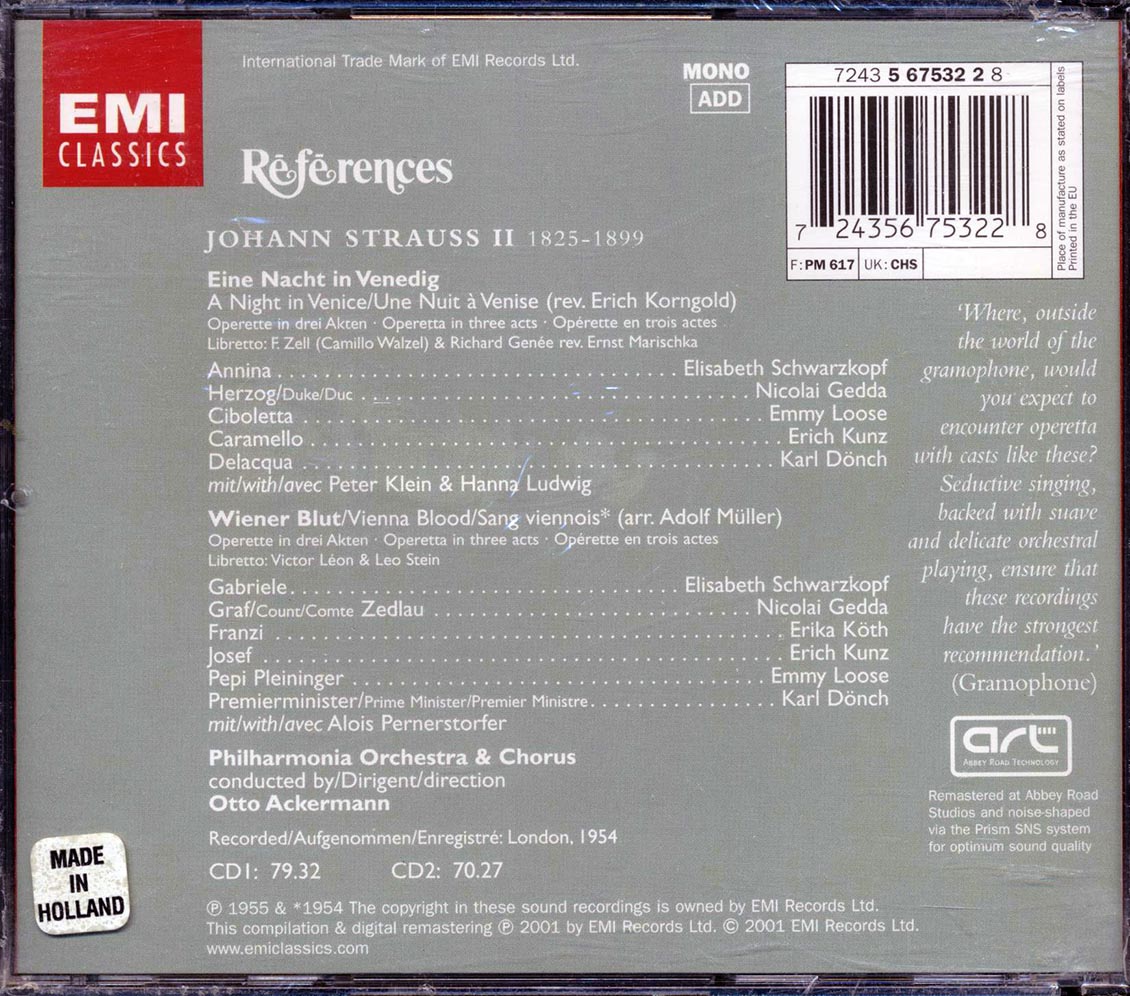 EMI
CLASSICS
International Trade Mark of EMI Records Ltd.
MONO
ADD
7243 5 67532 2 8
7 24356 75322 8
F: PM 617 UK: CHS
Place of manufacture as stated on labels
Printed in the EU
Références
JOHANN STRAUSS II 1825-1899
Eine Nacht in Venedig
A Night in Venice/Une Nuit à Venise (rev. Erich Korngold)
Operette in drei Akten · Operetta in three acts · Opérette en trois actes
Libretto: F. Zell (Camillo Walzel) & Richard Genée rev. Ernst Marischka
Annina . . . . . . . . . . Elisabeth Schwarzkopf
Herzog/Duke/Duc . . . . . . . . . . Nicolai Gedda
Ciboletta . . . . . . . . . . Emmy Loose
Caramello . . . . . . . . . . Erich Kunz
Delacqua . . . . . . . . . . Karl Dönch
mit/with/avec Peter Klein & Hanna Ludwig
Wiener Blut/Vienna Blood/Sang viennois* (arr. Adolf Müller)
Operette in drei Akten · Operetta in three acts · Opérette en trois actes
Libretto: Victor Léon & Leo Stein
Gabriele . . . . . . . . . . Elisabeth Schwarzkopf
Graf/Count/Comte Zedlau . . . . . . . . . . Nicolai Gedda
Franzi . . . . . . . . . . Erika Köth
Josef . . . . . . . . . . Erich Kunz
Pepi Pleininger . . . . . . . . . . Emmy Loose
Premierminister/Prime Minister/Premier Ministre . . . . . . . . . . Karl Dönch
mit/with/avec Alois Pernerstorfer
Philharmonia Orchestra & Chorus
conducted by/Dirigent/direction
Otto Ackermann
Recorded/Aufgenommen/Enregistré: London, 1954
CD1: 79.32 CD2: 70.27
℗ 1955 & *1954 The copyright in these sound recordings is owned by EMI Records Ltd.
This compilation & digital remastering ℗ 2001 by EMI Records Ltd. © 2001 EMI Records Ltd.
www.emiclassics.com
'Where, outside
the world of the
gramophone, would
you expect to
encounter operetta
with casts like these?
Seductive singing,
backed with suave
and delicate orchestral
playing, ensure that
these recordings
have the strongest
recommendation.'
(Gramophone)
art
ABBEY ROAD TECHNOLOGY
Remastered at Abbey Road
Studios and noise-shaped
via the Prism SNS system
for optimum sound quality
MADE
IN
HOLLAND